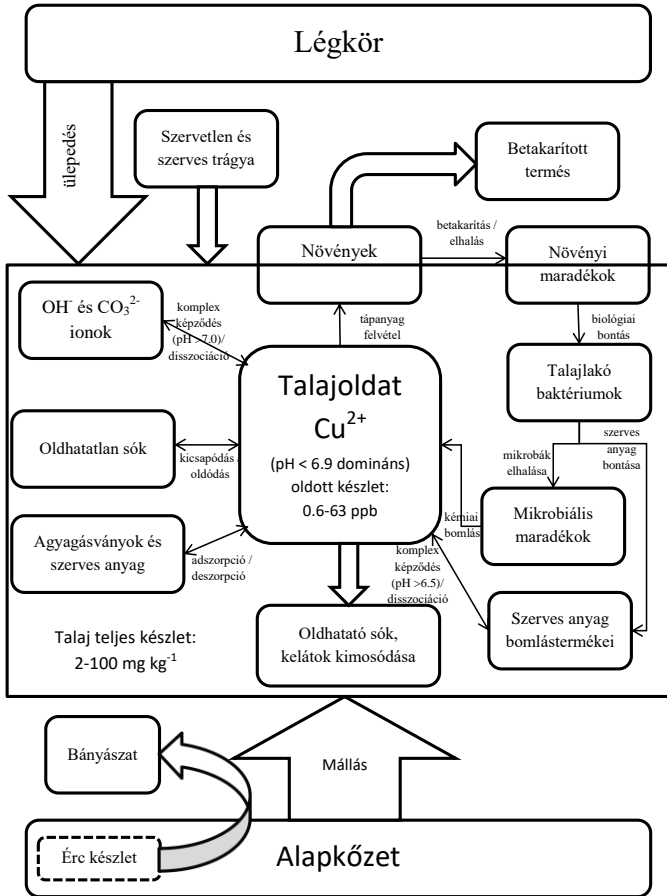 Légkör
ülepedés
Szervetlen és
szerves trágya
Betakarított
termés
Növények
betakarítás /
elhalás
Növényi
maradékok
OH⁻ és CO₃²⁻
ionok
komplex
képződés
(pH >7.0)/
disszociáció
tápanyag
felvétel
biológiai
bontás
Talajlakó
baktériumok
Talajoldat
Cu²⁺
(pH < 6.9 domináns)
oldott készlet:
0.6-63 ppb
Oldhatatlan sók
kicsapódás /
oldódás
mikrobák
elhalása
szerves
anyag
bontása
Agyagásványok és
szerves anyag
adszorpció /
deszorpció
kémiai
bomlás
Mikrobiális
maradékok
komplex
képződés
(pH >6.5)/
disszociáció
Talaj teljes készlet:
2-100 mg kg⁻¹
Oldhatató sók,
kelátok kimosódása
Szerves anyag
bomlástermékei
Bányászat
Mállás
Érc készlet
Alapkőzet